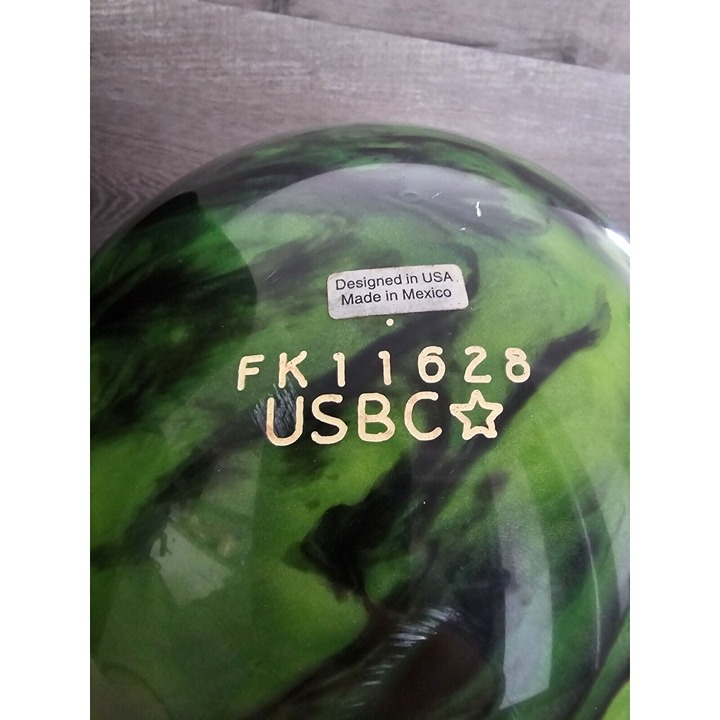 Designed in USA
Made in Mexico
FK11628
USBC☆